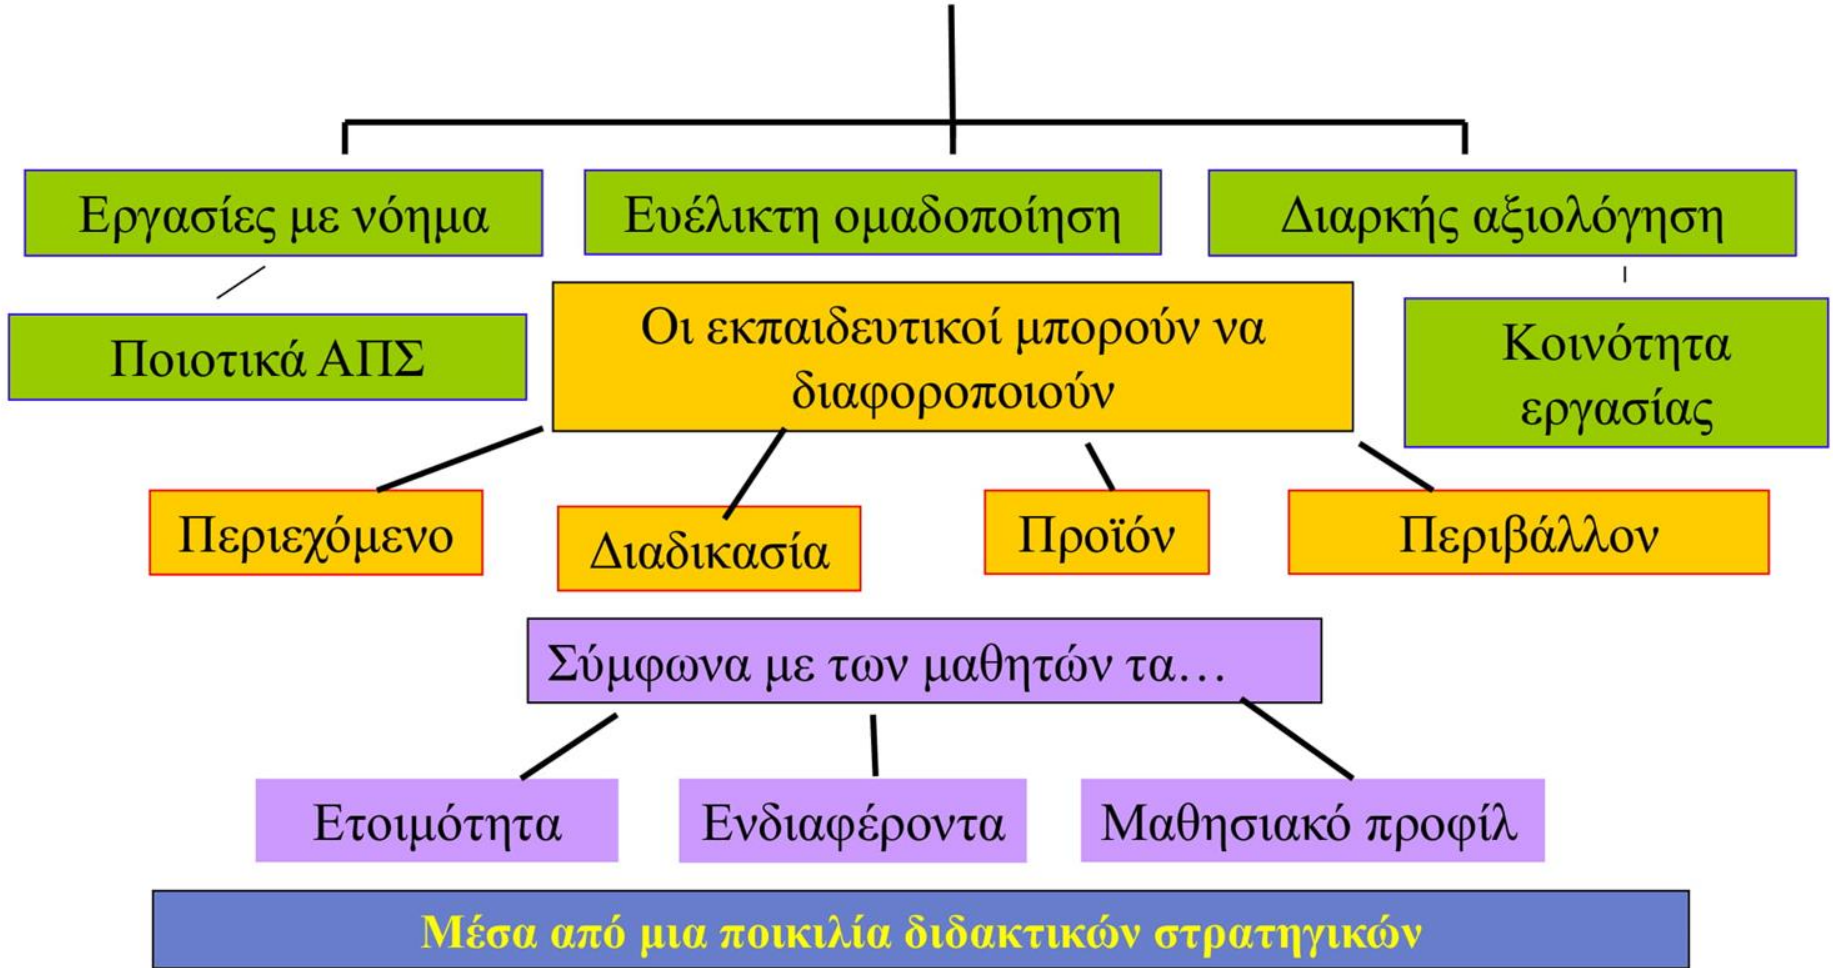 Εργασίες με νόημα
Ευέλικτη ομαδοποίηση
Διαρκής αξιολόγηση
Ποιοτικά ΑΠΣ
Οι εκπαιδευτικοί μπορούν να
διαφοροποιούν
Κοινότητα
εργασίας
Περιεχόμενο
Διαδικασία
Προϊόν
Περιβάλλον
Σύμφωνα με των μαθητών τα…
Ετοιμότητα
Ενδιαφέροντα
Μαθησιακό προφίλ
Μέσα από μια ποικιλία διδακτικών στρατηγικών